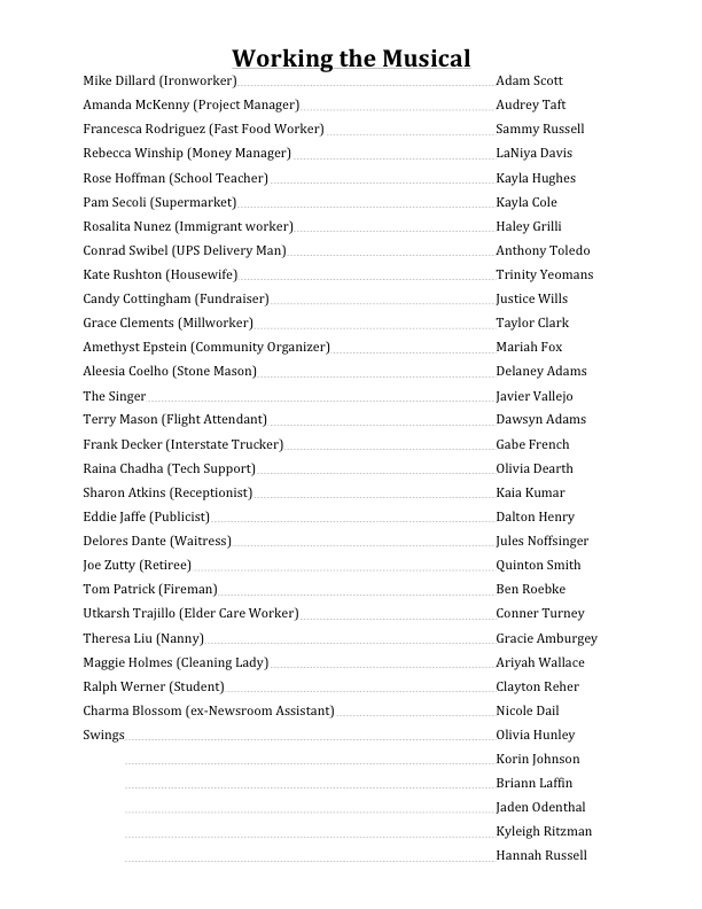 Working the Musical
Mike Dillard (Ironworker) Adam Scott
Amanda McKenny (Project Manager) Audrey Taft
Francesca Rodriguez (Fast Food Worker) Sammy Russell
Rebecca Winship (Money Manager) LaNiya Davis
Rose Hoffman (School Teacher) Kayla Hughes
Pam Secoli (Supermarket) Kayla Cole
Rosalita Nunez (Immigrant worker) Haley Grilli
Conrad Swibel (UPS Delivery Man) Anthony Toledo
Kate Rushton (Housewife) Trinity Yeomans
Candy Cottingham (Fundraiser) Justice Wills
Grace Clements (Millworker) Taylor Clark
Amethyst Epstein (Community Organizer) Mariah Fox
Aleesia Coelho (Stone Mason) Delaney Adams
The Singer Javier Vallejo
Terry Mason (Flight Attendant) Dawsyn Adams
Frank Decker (Interstate Trucker) Gabe French
Raina Chadha (Tech Support) Olivia Dearth
Sharon Atkins (Receptionist) Kaia Kumar
Eddie Jaffe (Publicist) Dalton Henry
Delores Dante (Waitress) Jules Noffsinger
Joe Zutty (Retiree) Quinton Smith
Tom Patrick (Fireman) Ben Roebke
Utkarsh Trajillo (Elder Care Worker) Conner Turney
Theresa Liu (Nanny) Gracie Amburgey
Maggie Holmes (Cleaning Lady) Ariyah Wallace
Ralph Werner (Student) Clayton Reher
Charma Blossom (ex-Newsroom Assistant) Nicole Dail
Swings Olivia Hunley
Korin Johnson
Briann Laffin
Jaden Odenthal
Kyleigh Ritzman
Hannah Russell